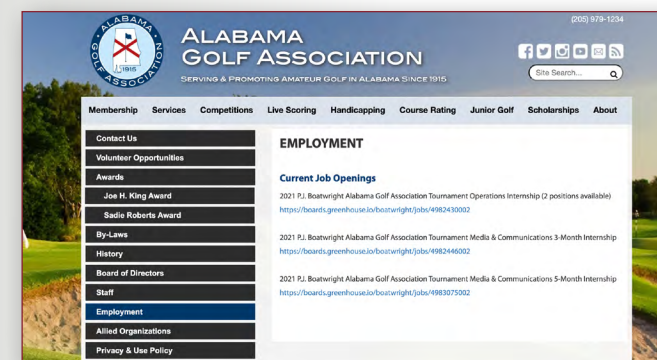 (205) 979-1234
ALABAMA
GOLF
ASSOCIATION
1915
ALABAMA
GOLF ASSOCIATION
SERVING & PROMOTING AMATEUR GOLF IN ALABAMA SINCE 1915
Site Search...
Membership Services Competitions Live Scoring Handicapping Course Rating Junior Golf Scholarships About
Contact Us
Volunteer Opportunities
Awards
Joe H. King Award
Sadie Roberts Award
By-Laws
History
Board of Directors
Staff
Employment
Allied Organizations
Privacy & Use Policy
EMPLOYMENT
Current Job Openings
2021 P.J. Boatwright Alabama Golf Association Tournament Operations Internship (2 positions available)
https://boards.greenhouse.io/boatwright/jobs/4982430002
2021 P.J. Boatwright Alabama Golf Association Tournament Media & Communications 3-Month Internship
https://boards.greenhouse.io/boatwright/jobs/4982446002
2021 P.J. Boatwright Alabama Golf Association Tournament Media & Communications 5-Month Internship
https://boards.greenhouse.io/boatwright/jobs/4983075002